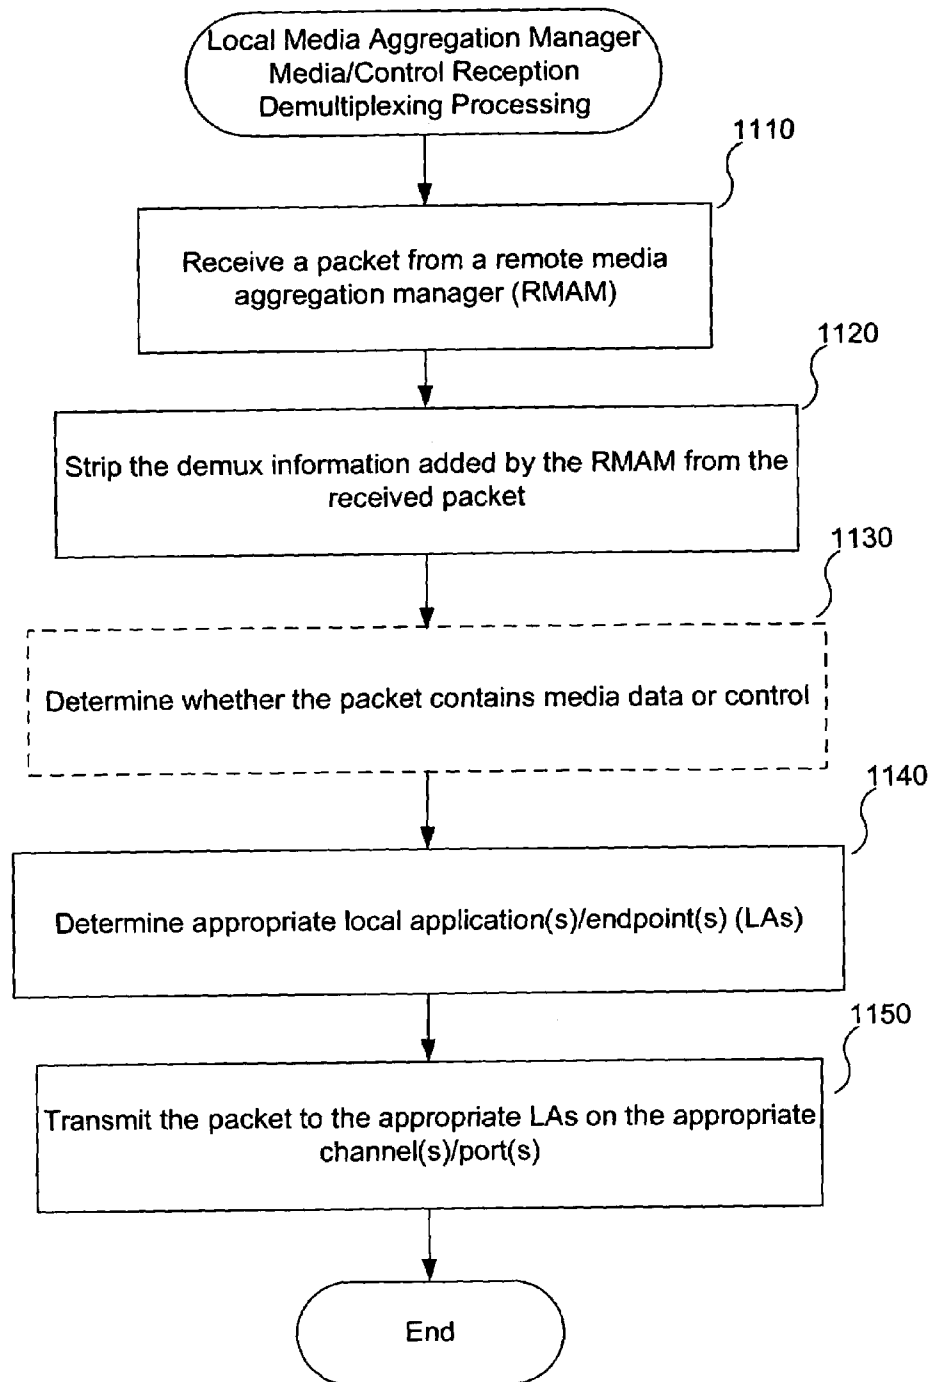 Local Media Aggregation Manager
Media/Control Reception
Demultiplexing Processing
1110
Receive a packet from a remote media
aggregation manager (RMAM)
1120
Strip the demux information added by the RMAM from the
received packet
1130
Determine whether the packet contains media data or control
1140
Determine appropriate local application(s)/endpoint(s) (LAs)
1150
Transmit the packet to the appropriate LAs on the appropriate
channel(s)/port(s)
End